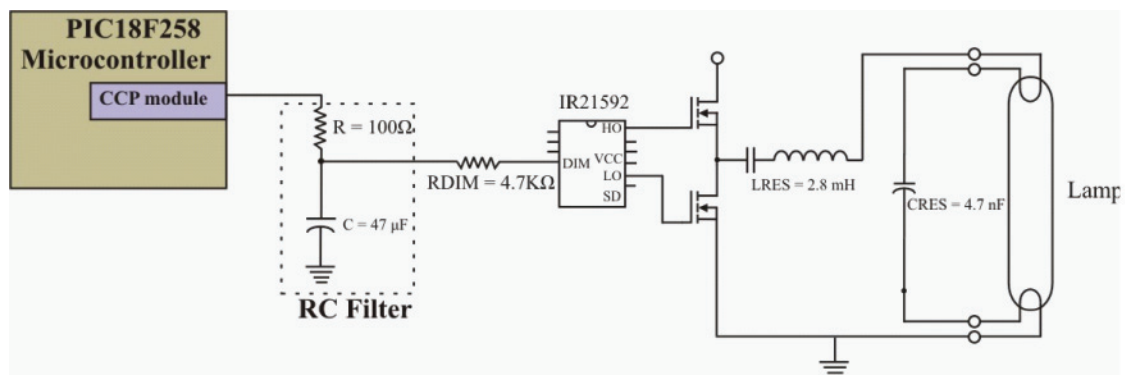 PIC18F258
Microcontroller
CCP module
R = 100Ω
RDIM = 4.7KΩ
C = 47 µF
RC Filter
IR21592
HO
DIM
VCC
LO
SD
LRES = 2.8 mH
CRES = 4.7 nF
Lamp